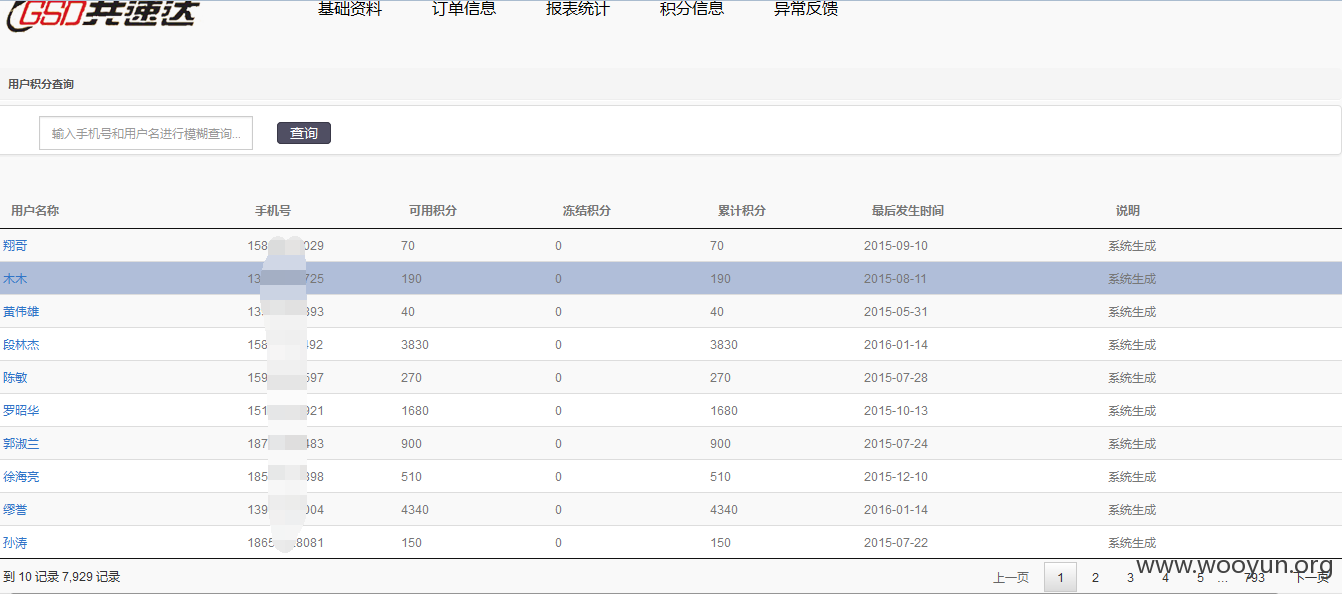 GSD共速达
基础资料 订单信息 报表统计 积分信息 异常反馈
用户积分查询
输入手机号和用户名进行模糊查询... 查询
用户名称 手机号 可用积分 冻结积分 累计积分 最后发生时间 说明
翔哥 158 029 70 0 70 2015-09-10 系统生成
木木 13 725 190 0 190 2015-08-11 系统生成
黄伟雄 13 393 40 0 40 2015-05-31 系统生成
段林杰 158 492 3830 0 3830 2016-01-14 系统生成
陈敏 159 597 270 0 270 2015-07-28 系统生成
罗昭华 151 921 1680 0 1680 2015-10-13 系统生成
郭淑兰 187 483 900 0 900 2015-07-24 系统生成
徐海亮 185 398 510 0 510 2015-12-10 系统生成
缪誉 139 004 4340 0 4340 2016-01-14 系统生成
孙涛 1865 8081 150 0 150 2015-07-22 系统生成
到 10 记录 7,929 记录 上一页 1 2 3 4 5 ... 793 下一页
www.wooyun.org